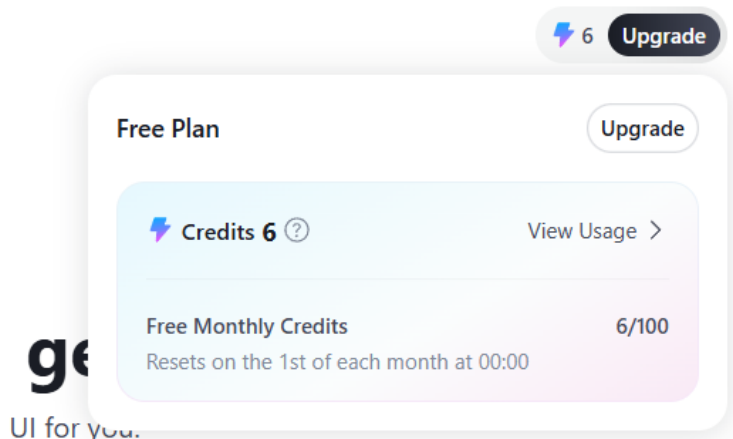 6 Upgrade
Free Plan Upgrade
Credits 6 View Usage
Free Monthly Credits 6/100
Resets on the 1st of each month at 00:00
ge
UI for you.